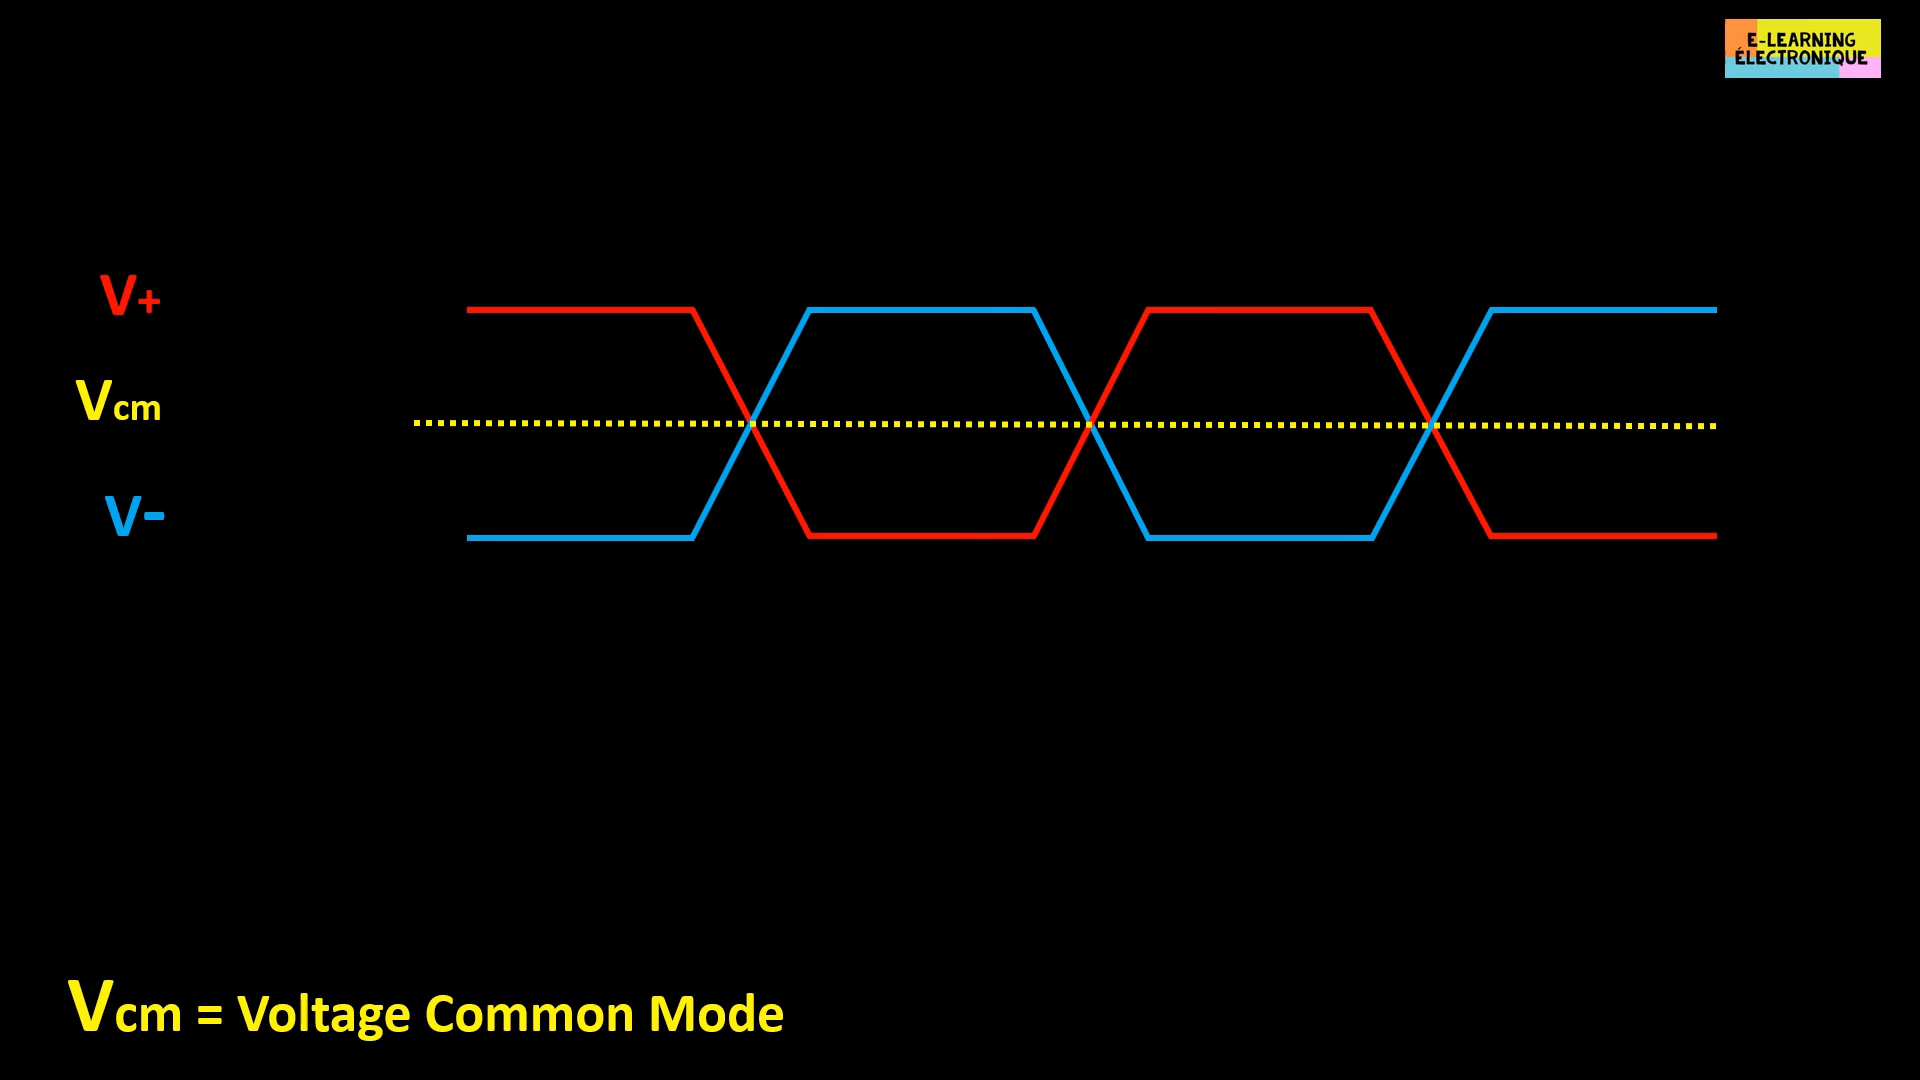 E-LEARNING
ÉLECTRONIQUE
V+
Vcm
V-
Vcm = Voltage Common Mode